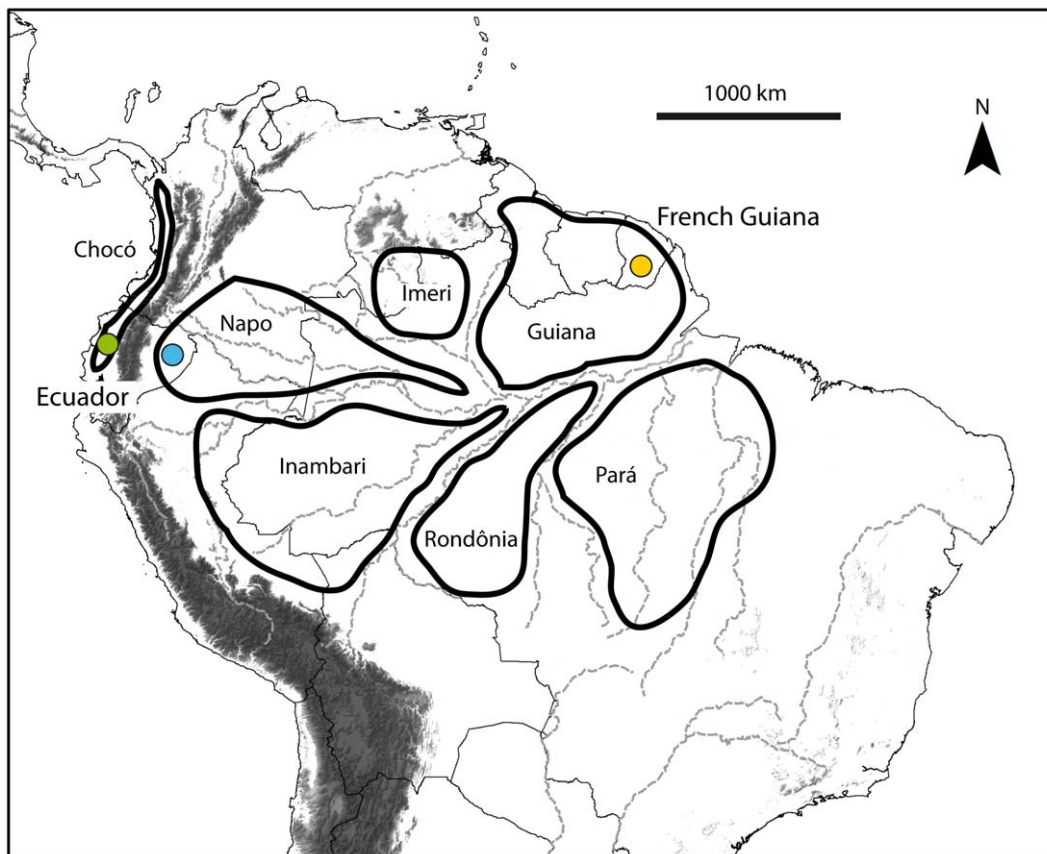 1000 km
N
French Guiana
Chocó
Imeri
Napo
Guiana
Ecuador
Inambari
Pará
Rondônia